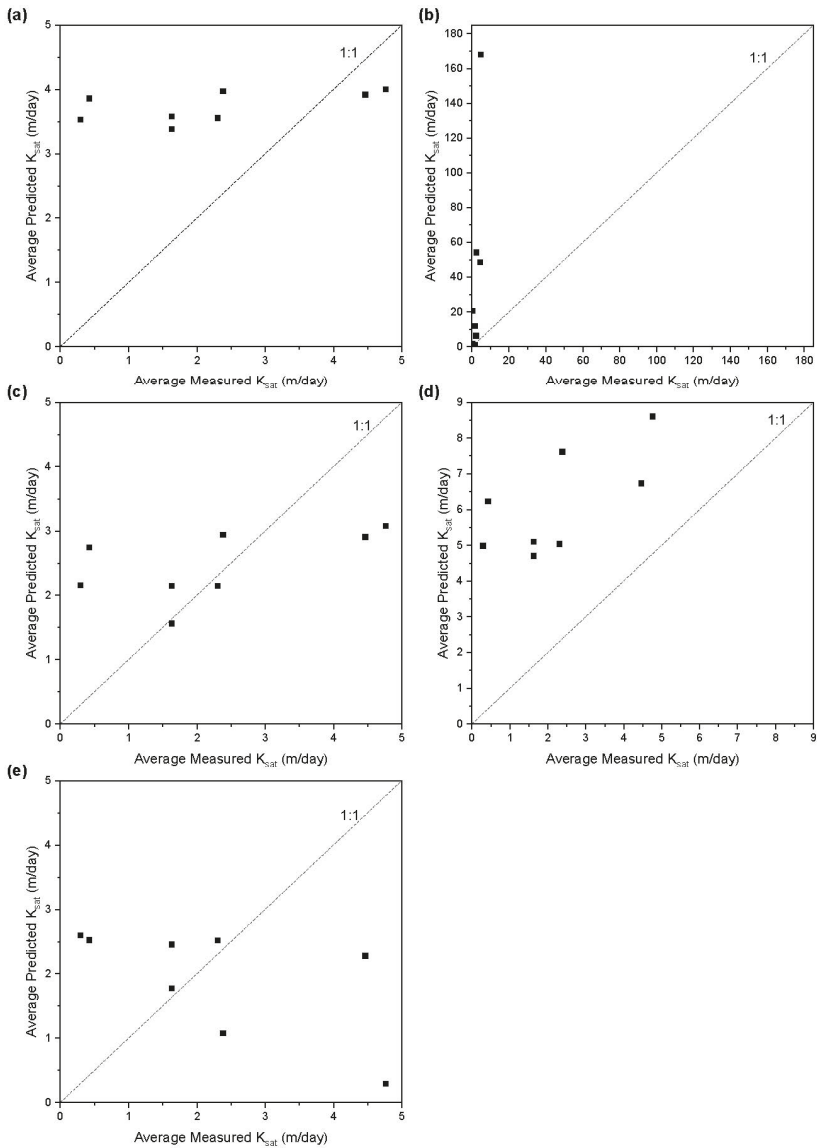 (a)
5
4
3
2
1
0
Average Predicted Ksat (m/day)
1:1
0 1 2 3 4 5
Average Measured Ksat (m/day)
(b)
180
160
140
120
100
80
60
40
20
0
Average Predicted Ksat (m/day)
1:1
0 20 40 60 80 100 120 140 160 180
Average Measured Ksat (m/day)
(c)
5
4
3
2
1
0
Average Predicted Ksat (m/day)
1:1
0 1 2 3 4 5
Average Measured Ksat (m/day)
(d)
9
8
7
6
5
4
3
2
1
0
Average Predicted Ksat (m/day)
1:1
0 1 2 3 4 5 6 7 8 9
Average Measured Ksat (m/day)
(e)
5
4
3
2
1
0
Average Predicted Ksat (m/day)
1:1
0 1 2 3 4 5
Average Measured Ksat (m/day)